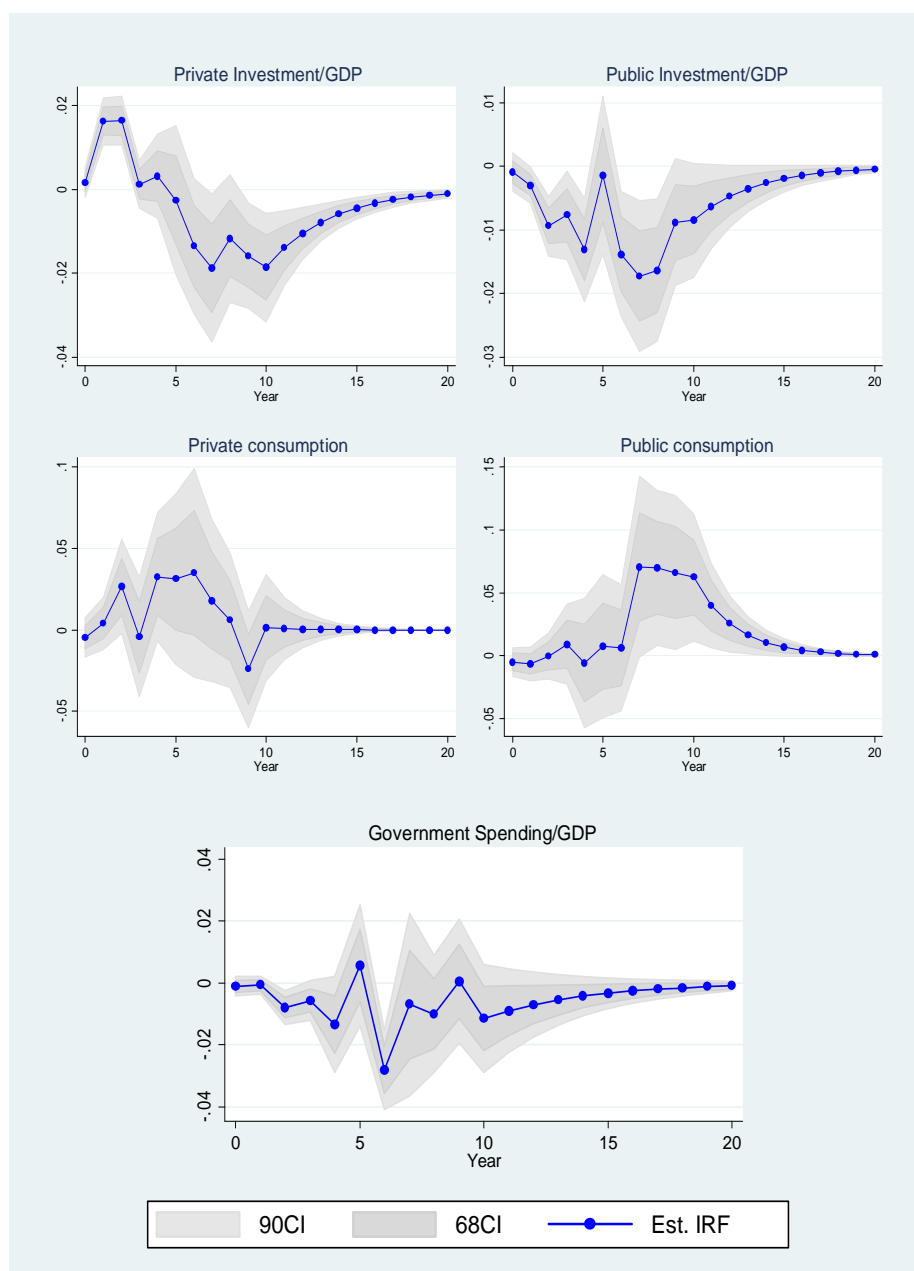 Private Investment/GDP
.02
0
-.02
-.04
0 5 10 15 20
Year
Public Investment/GDP
.01
0
-.01
-.02
-.03
0 5 10 15 20
Year
Private consumption
.1
.05
0
-.05
0 5 10 15 20
Year
Public consumption
.15
.1
.05
0
-.05
0 5 10 15 20
Year
Government Spending/GDP
.04
.02
0
-.02
-.04
0 5 10 15 20
Year
90CI 68CI Est. IRF